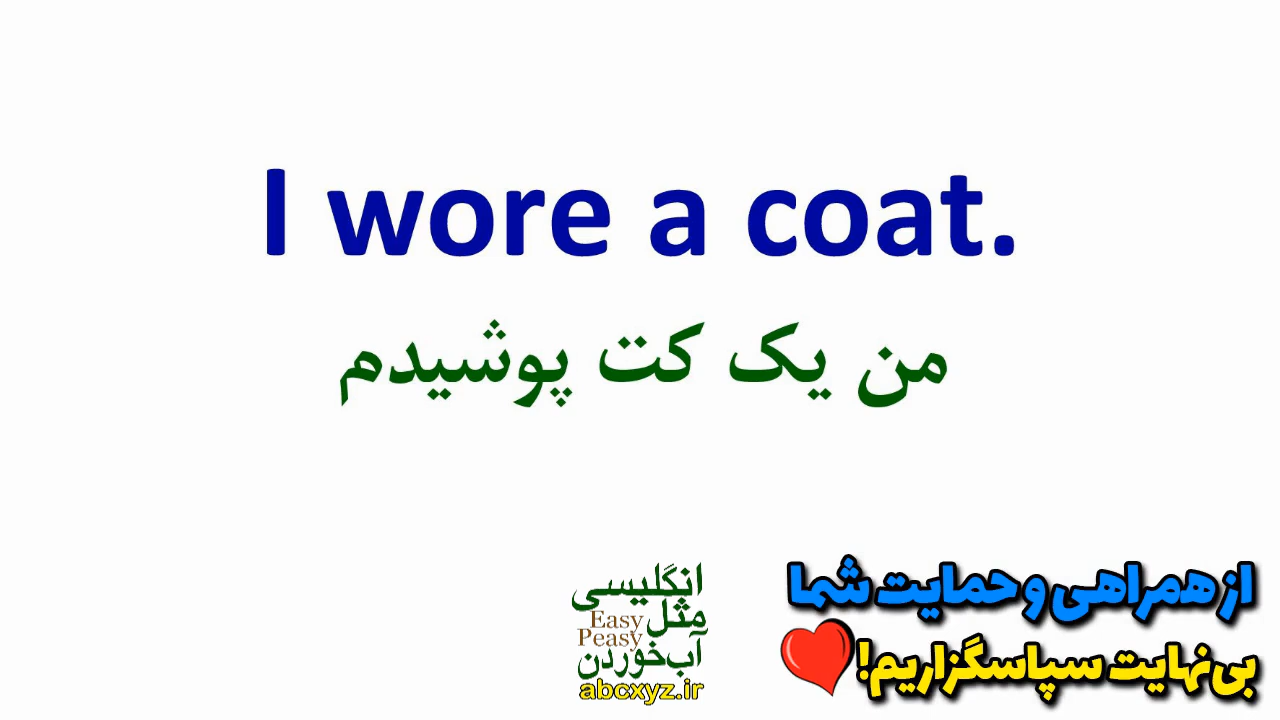 I wore a coat.
من یک کت پوشیدم
انگلیسی
مثل
Easy
Peasy
آب‌خوردن
abcxyz.ir
از همراهی و حمایت شما
بی‌نهایت سپاسگزاریم!